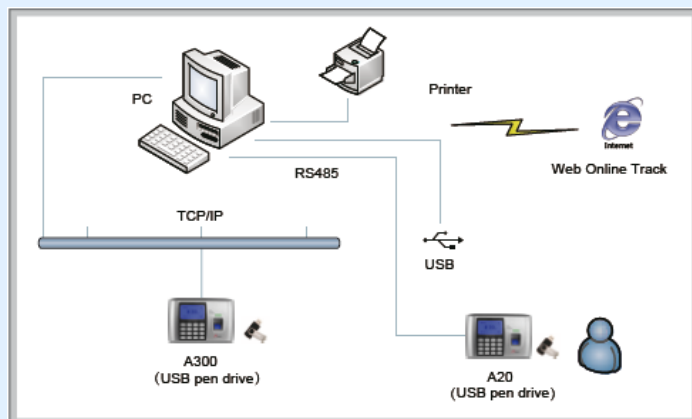 PC
Printer
Internet
Web Online Track
RS485
TCP/IP
USB
A300
(USB pen drive)
A20
(USB pen drive)